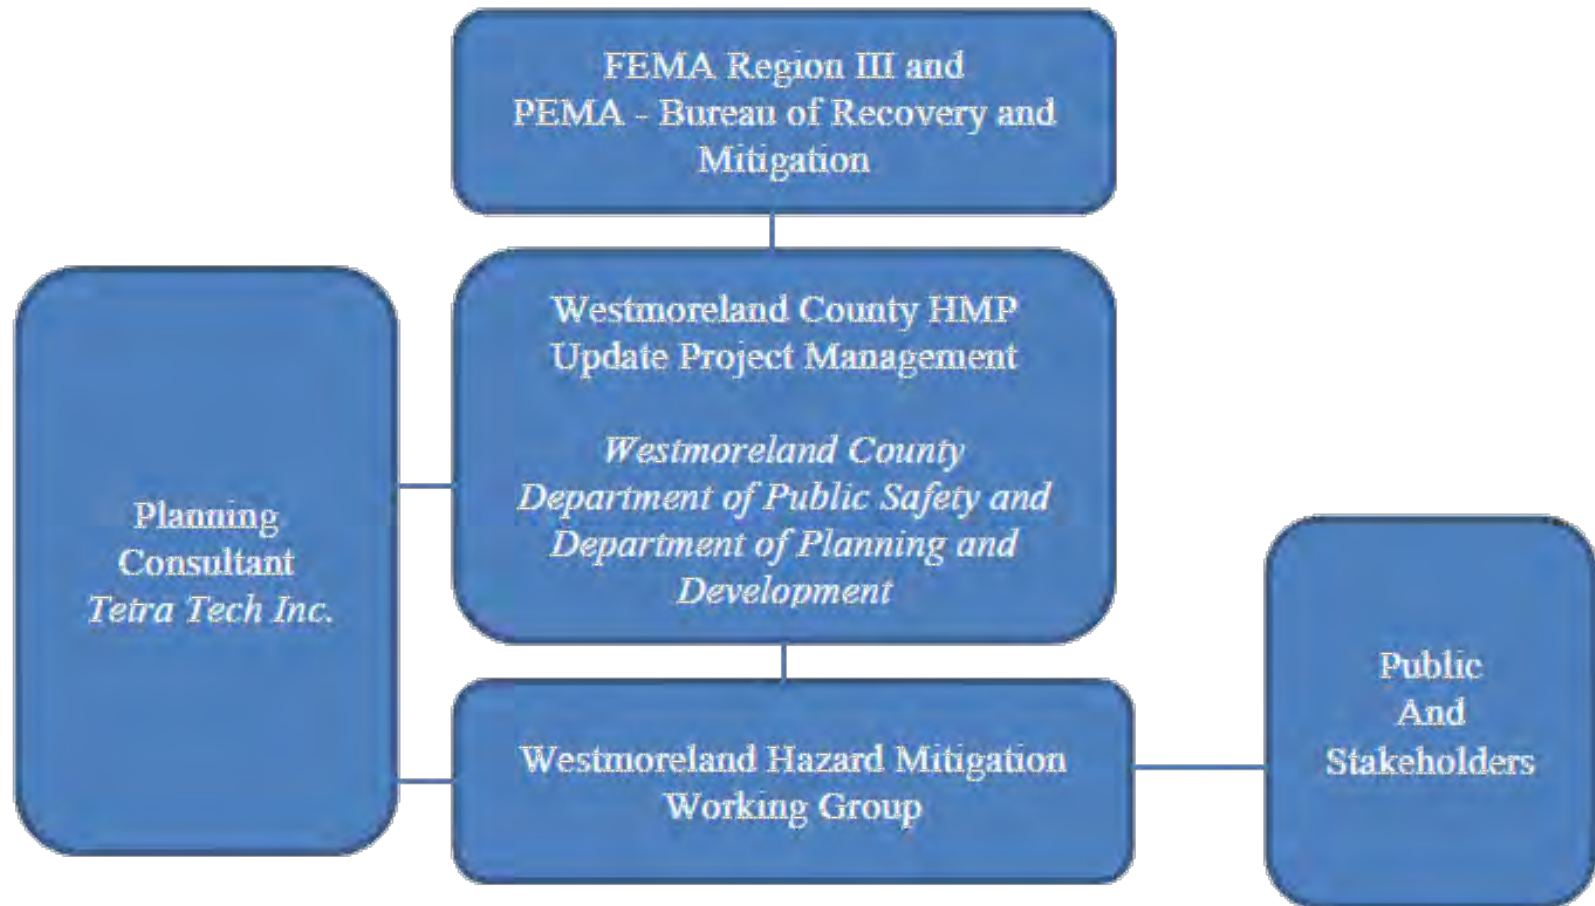 FEMA Region III and
PEMA - Bureau of Recovery and
Mitigation
Westmoreland County HMP
Update Project Management
Westmoreland County
Department of Public Safety and
Department of Planning and
Development
Planning
Consultant
Tetra Tech Inc.
Westmoreland Hazard Mitigation
Working Group
Public
And
Stakeholders